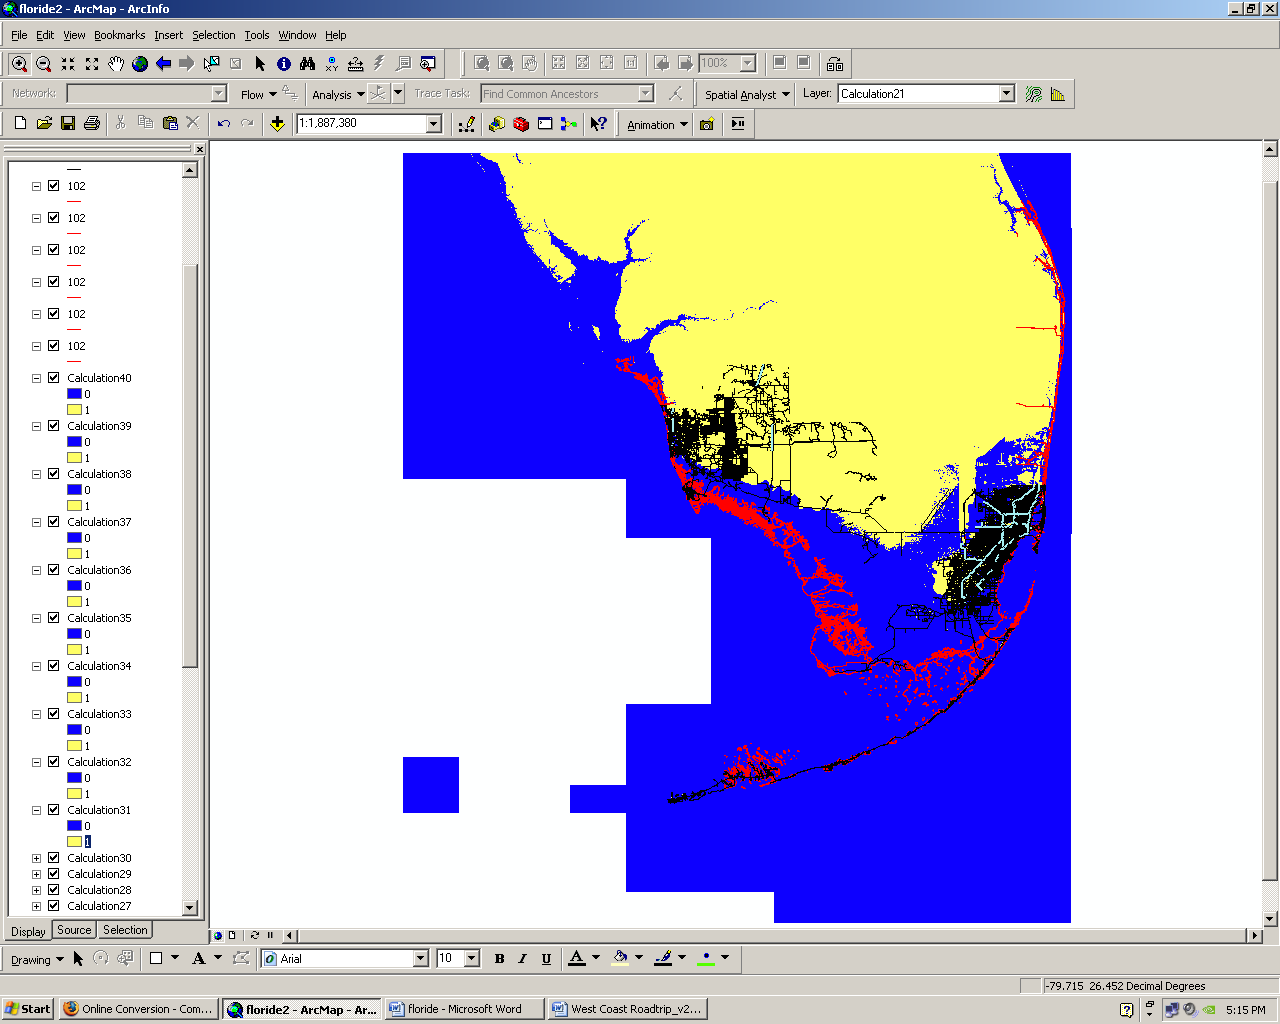 floride2 - ArcMap - ArcInfo
File Edit View Bookmarks Insert Selection Tools Window Help
100%
Network: Flow Analysis Trace Task: Find Common Ancestors Spatial Analyst Layer: Calculation21
1:1,887,380 Animation
102
102
102
102
102
102
Calculation40
0
1
Calculation39
0
1
Calculation38
0
1
Calculation37
0
1
Calculation36
0
1
Calculation35
0
1
Calculation34
0
1
Calculation33
0
1
Calculation32
0
1
Calculation31
0
1
Calculation30
Calculation29
Calculation28
Calculation27
Display Source Selection
Drawing A Arial 10 B I U A
-79.715 26.452 Decimal Degrees
Start Online Conversion - Com... floride2 - ArcMap - Ar... floride - Microsoft Word West Coast Roadtrip_v2... 5:15 PM